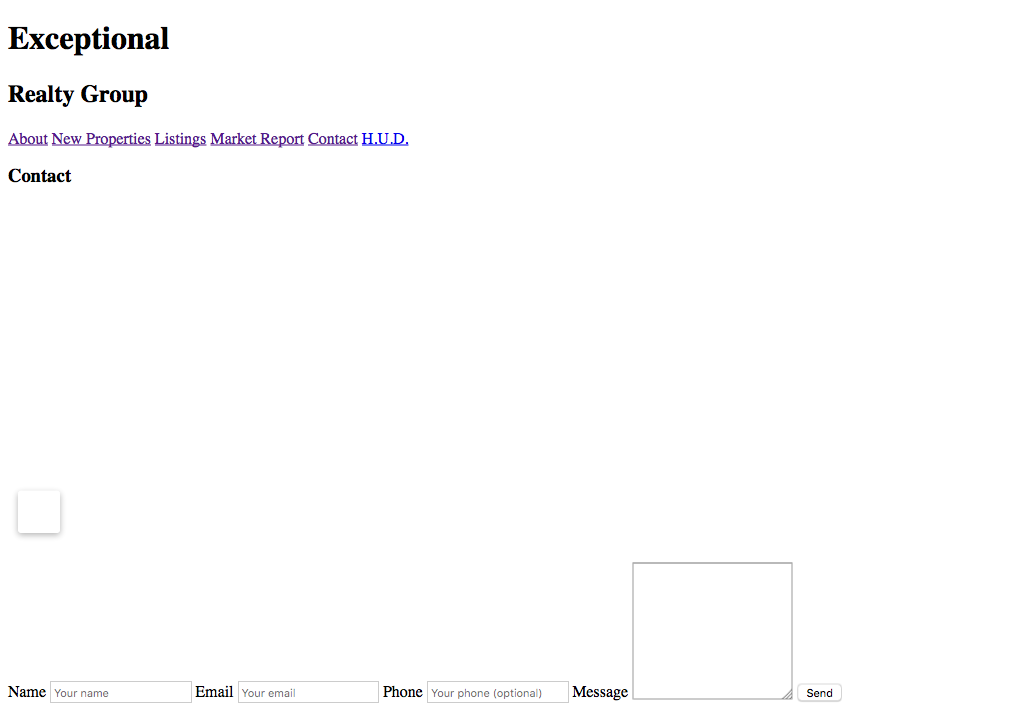 Exceptional
Realty Group
About New Properties Listings Market Report Contact H.U.D.
Contact
Name Your name Email Your email Phone Your phone (optional) Message Send